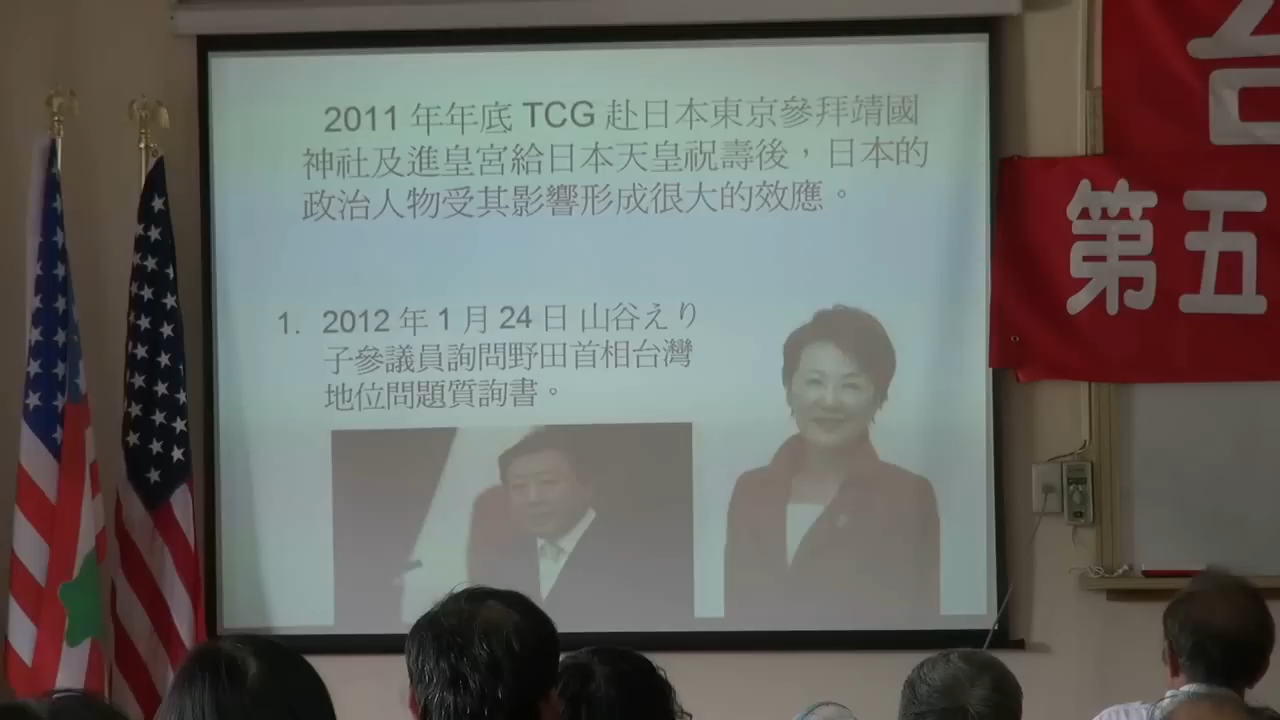 2011 年年底 TCG 赴日本東京參拜靖國
神社及進皇宮給日本天皇祝壽後，日本的
政治人物受其影響形成很大的效應。
1. 2012 年 1 月 24 日 山谷えり
子參議員詢問野田首相台灣
地位問題質詢書。
台
第五